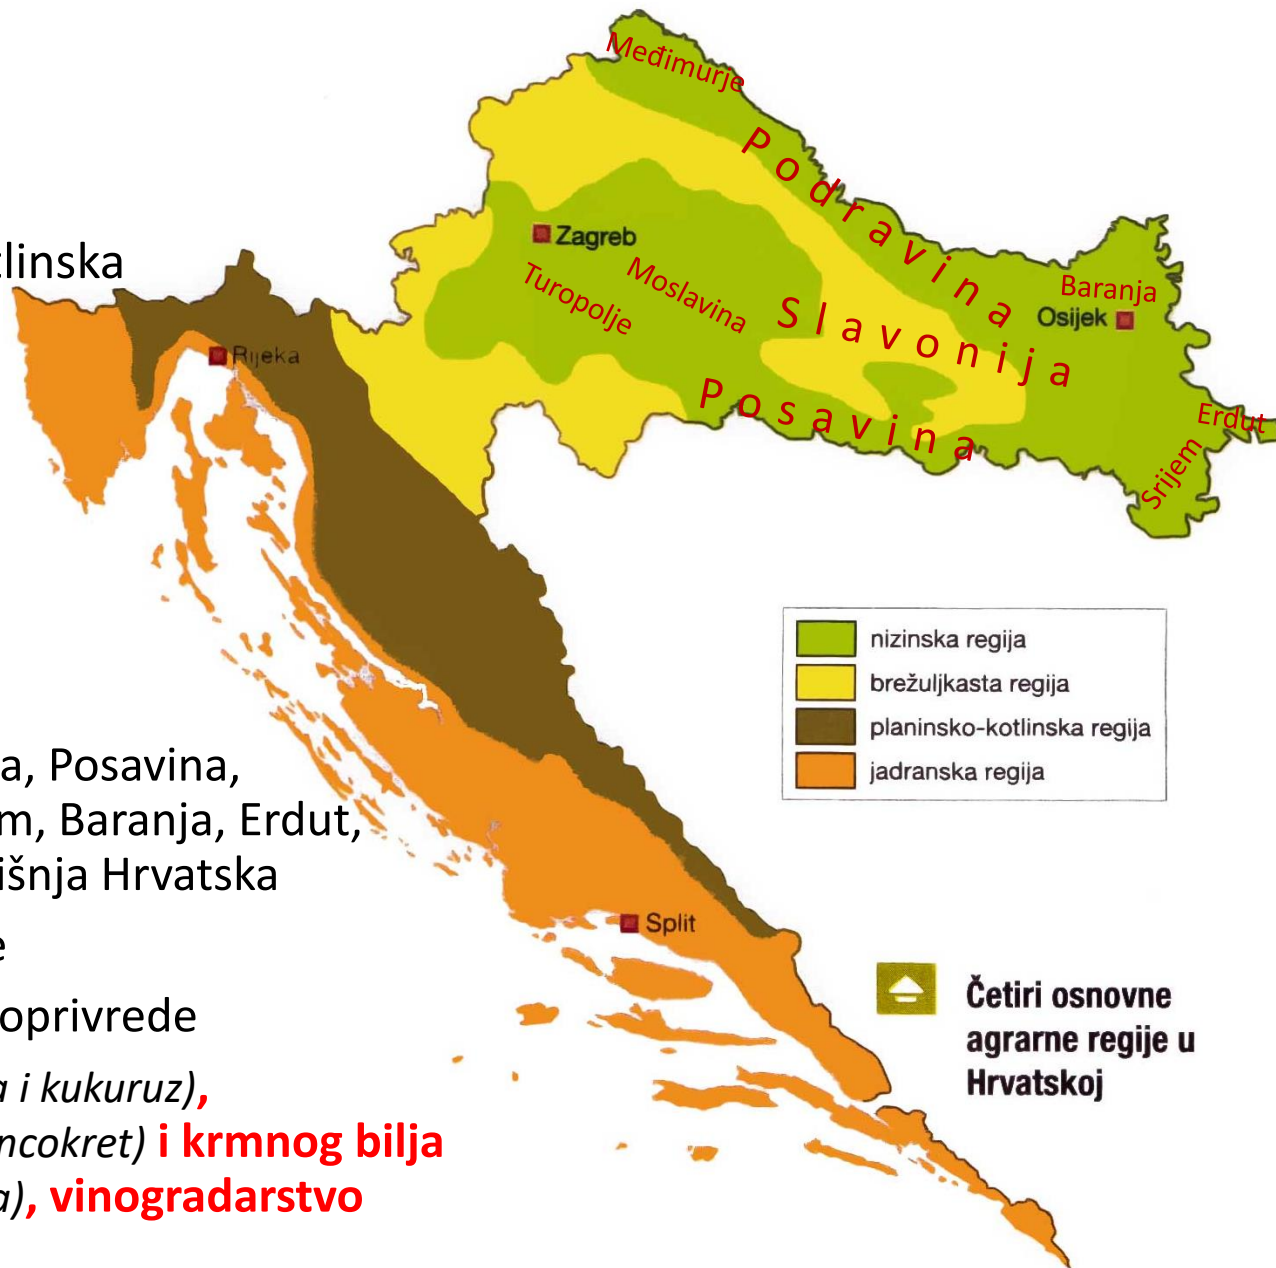 Međimurje
Podravina
tlinska
Zagreb
Moslavina
Turopolje
Baranja
Osijek
Slavonija
Rijeka
Posavina
Erdut
Srijem
nizinska regija
brežuljkasta regija
planinsko-kotlinska regija
jadranska regija
a, Posavina,
m, Baranja, Erdut,
išnja Hrvatska
e
Split
Četiri osnovne
agrarne regije u
Hrvatskoj
oprivrede
a i kukuruz),
ncokret) i krmnog bilja
a), vinogradarstvo